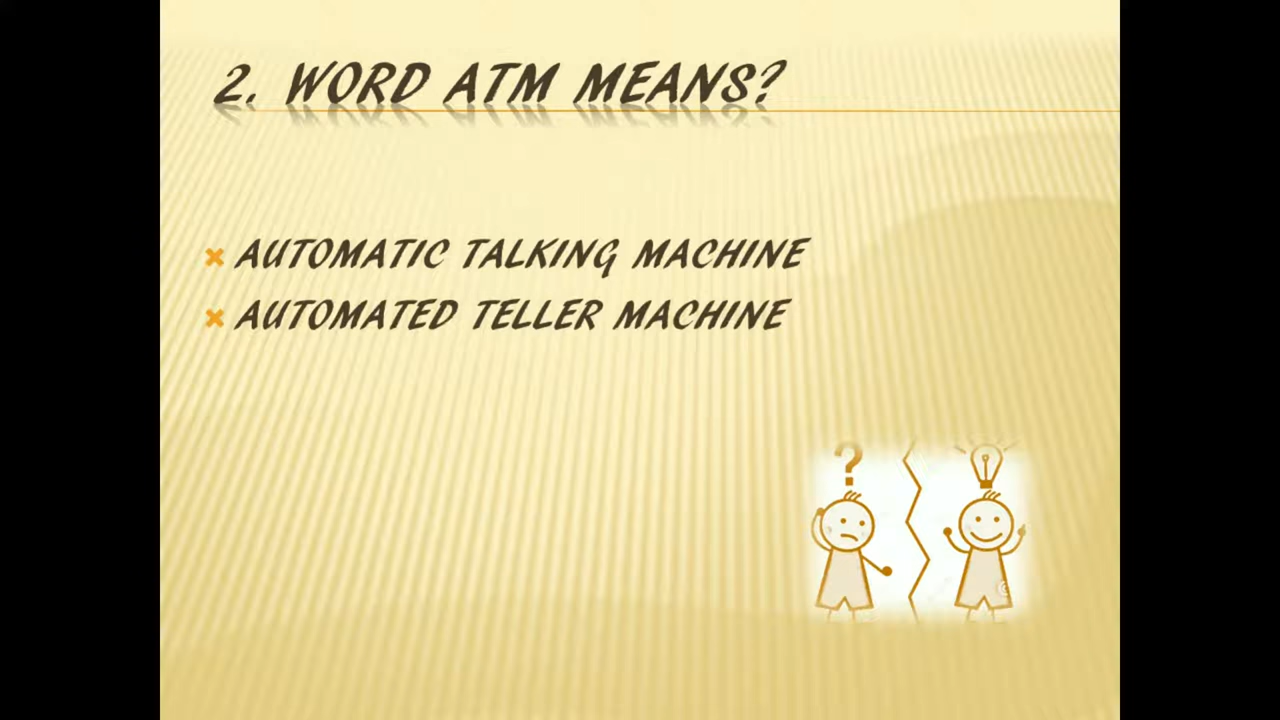 2. WORD ATM MEANS?
AUTOMATIC TALKING MACHINE
AUTOMATED TELLER MACHINE
?